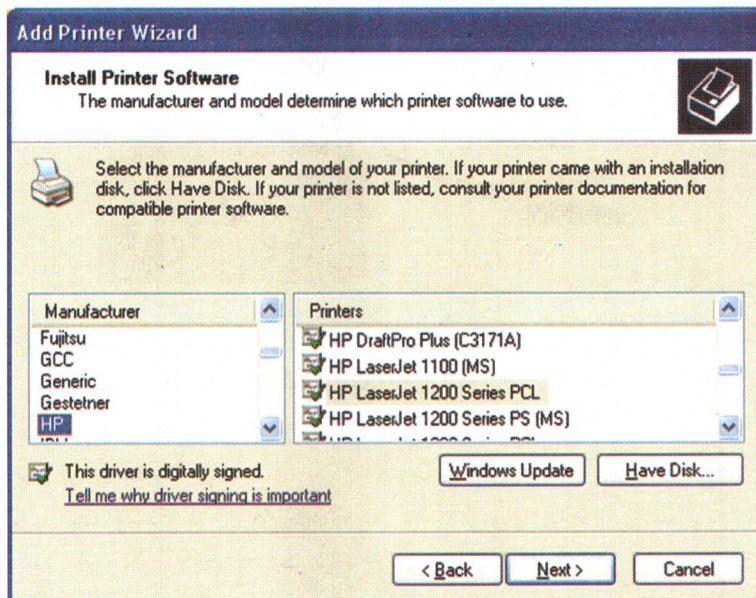 Add Printer Wizard
Install Printer Software
The manufacturer and model determine which printer software to use.
Select the manufacturer and model of your printer. If your printer came with an installation
disk, click Have Disk. If your printer is not listed, consult your printer documentation for
compatible printer software.
Manufacturer
Fujitsu
GCC
Generic
Gestetner
HP
Printers
HP DraftPro Plus (C3171A)
HP LaserJet 1100 (MS)
HP LaserJet 1200 Series PCL
HP LaserJet 1200 Series PS (MS)
This driver is digitally signed.
Tell me why driver signing is important
Windows Update
Have Disk...
< Back
Next >
Cancel